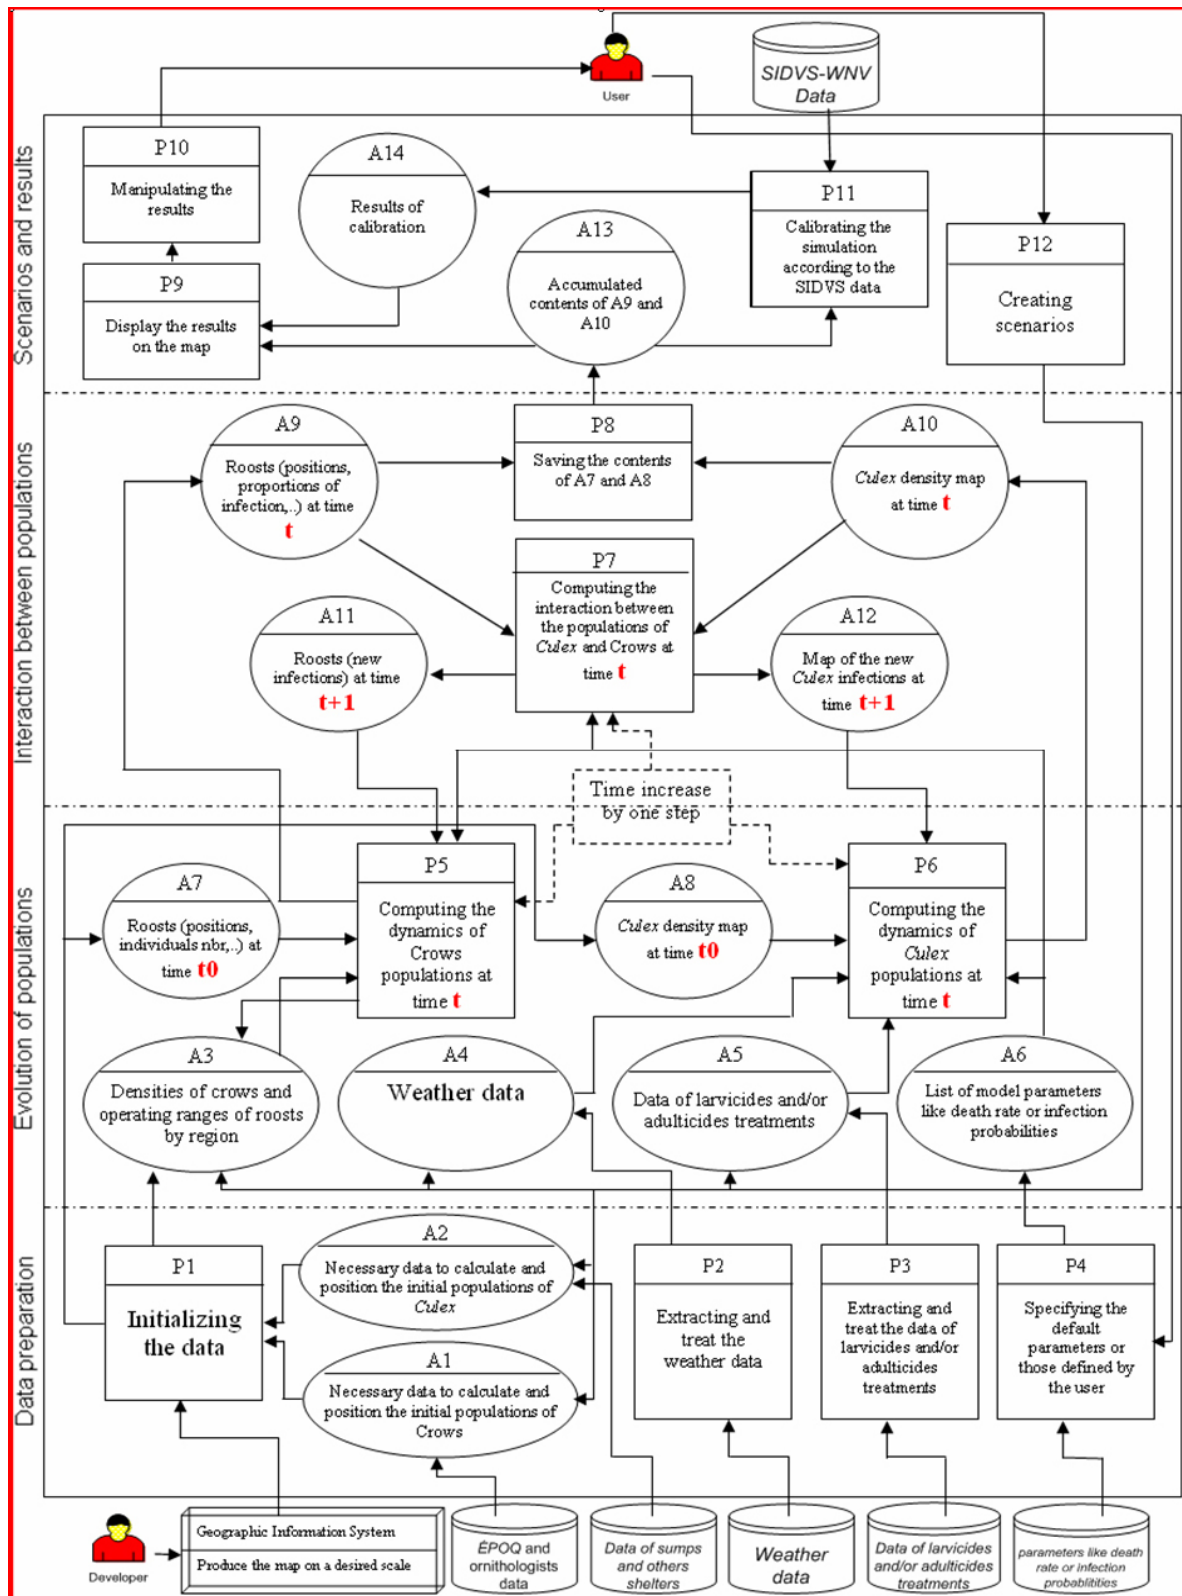 User
SIDVS-WNV
Data
Scenarios and results
P10
Manipulating the
results
A14
Results of
calibration
P11
Calibrating the
simulation
according to the
SIDVS data
A13
Accumulated
contents of A9 and
A10
P12
Creating
scenarios
P9
Display the results
on the map
Interaction between populations
A9
Roosts (positions,
proportions of
infection,..) at time
t
P8
Saving the contents
of A7 and A8
A10
Culex density map
at time t
P7
Computing the
interaction between
the populations of
Culex and Crows at
time t
A11
Roosts (new
infections) at time
t+1
A12
Map of the new
Culex infections at
time t+1
Time increase
by one step
Evolution of populations
A7
Roosts (positions,
individuals nbr,..) at
time t0
P5
Computing the
dynamics of
Crows
populations at
time t
A8
Culex density map
at time t0
P6
Computing the
dynamics of
Culex
populations at
time t
A3
Densities of crows and
operating ranges of roosts
by region
A4
Weather data
A5
Data of larvicides and/or
adulticides treatments
A6
List of model parameters
like death rate or infection
probabilities
Data preparation
P1
Initializing
the data
A2
Necessary data to calculate and
position the initial populations of
Culex
A1
Necessary data to calculate and
position the initial populations of
Crows
P2
Extracting and
treat the
weather data
P3
Extracting and
treat the data of
larvicides and/or
adulticides
treatments
P4
Specifying the
default
parameters or
those defined by
the user
Developer
Geographic Information System
Produce the map on a desired scale
ÉPOQ and
ornithologists
data
Data of sumps
and others
shelters
Weather
data
Data of larvicides
and/or adulticides
treatments
parameters like death
rate or infection
probablitities